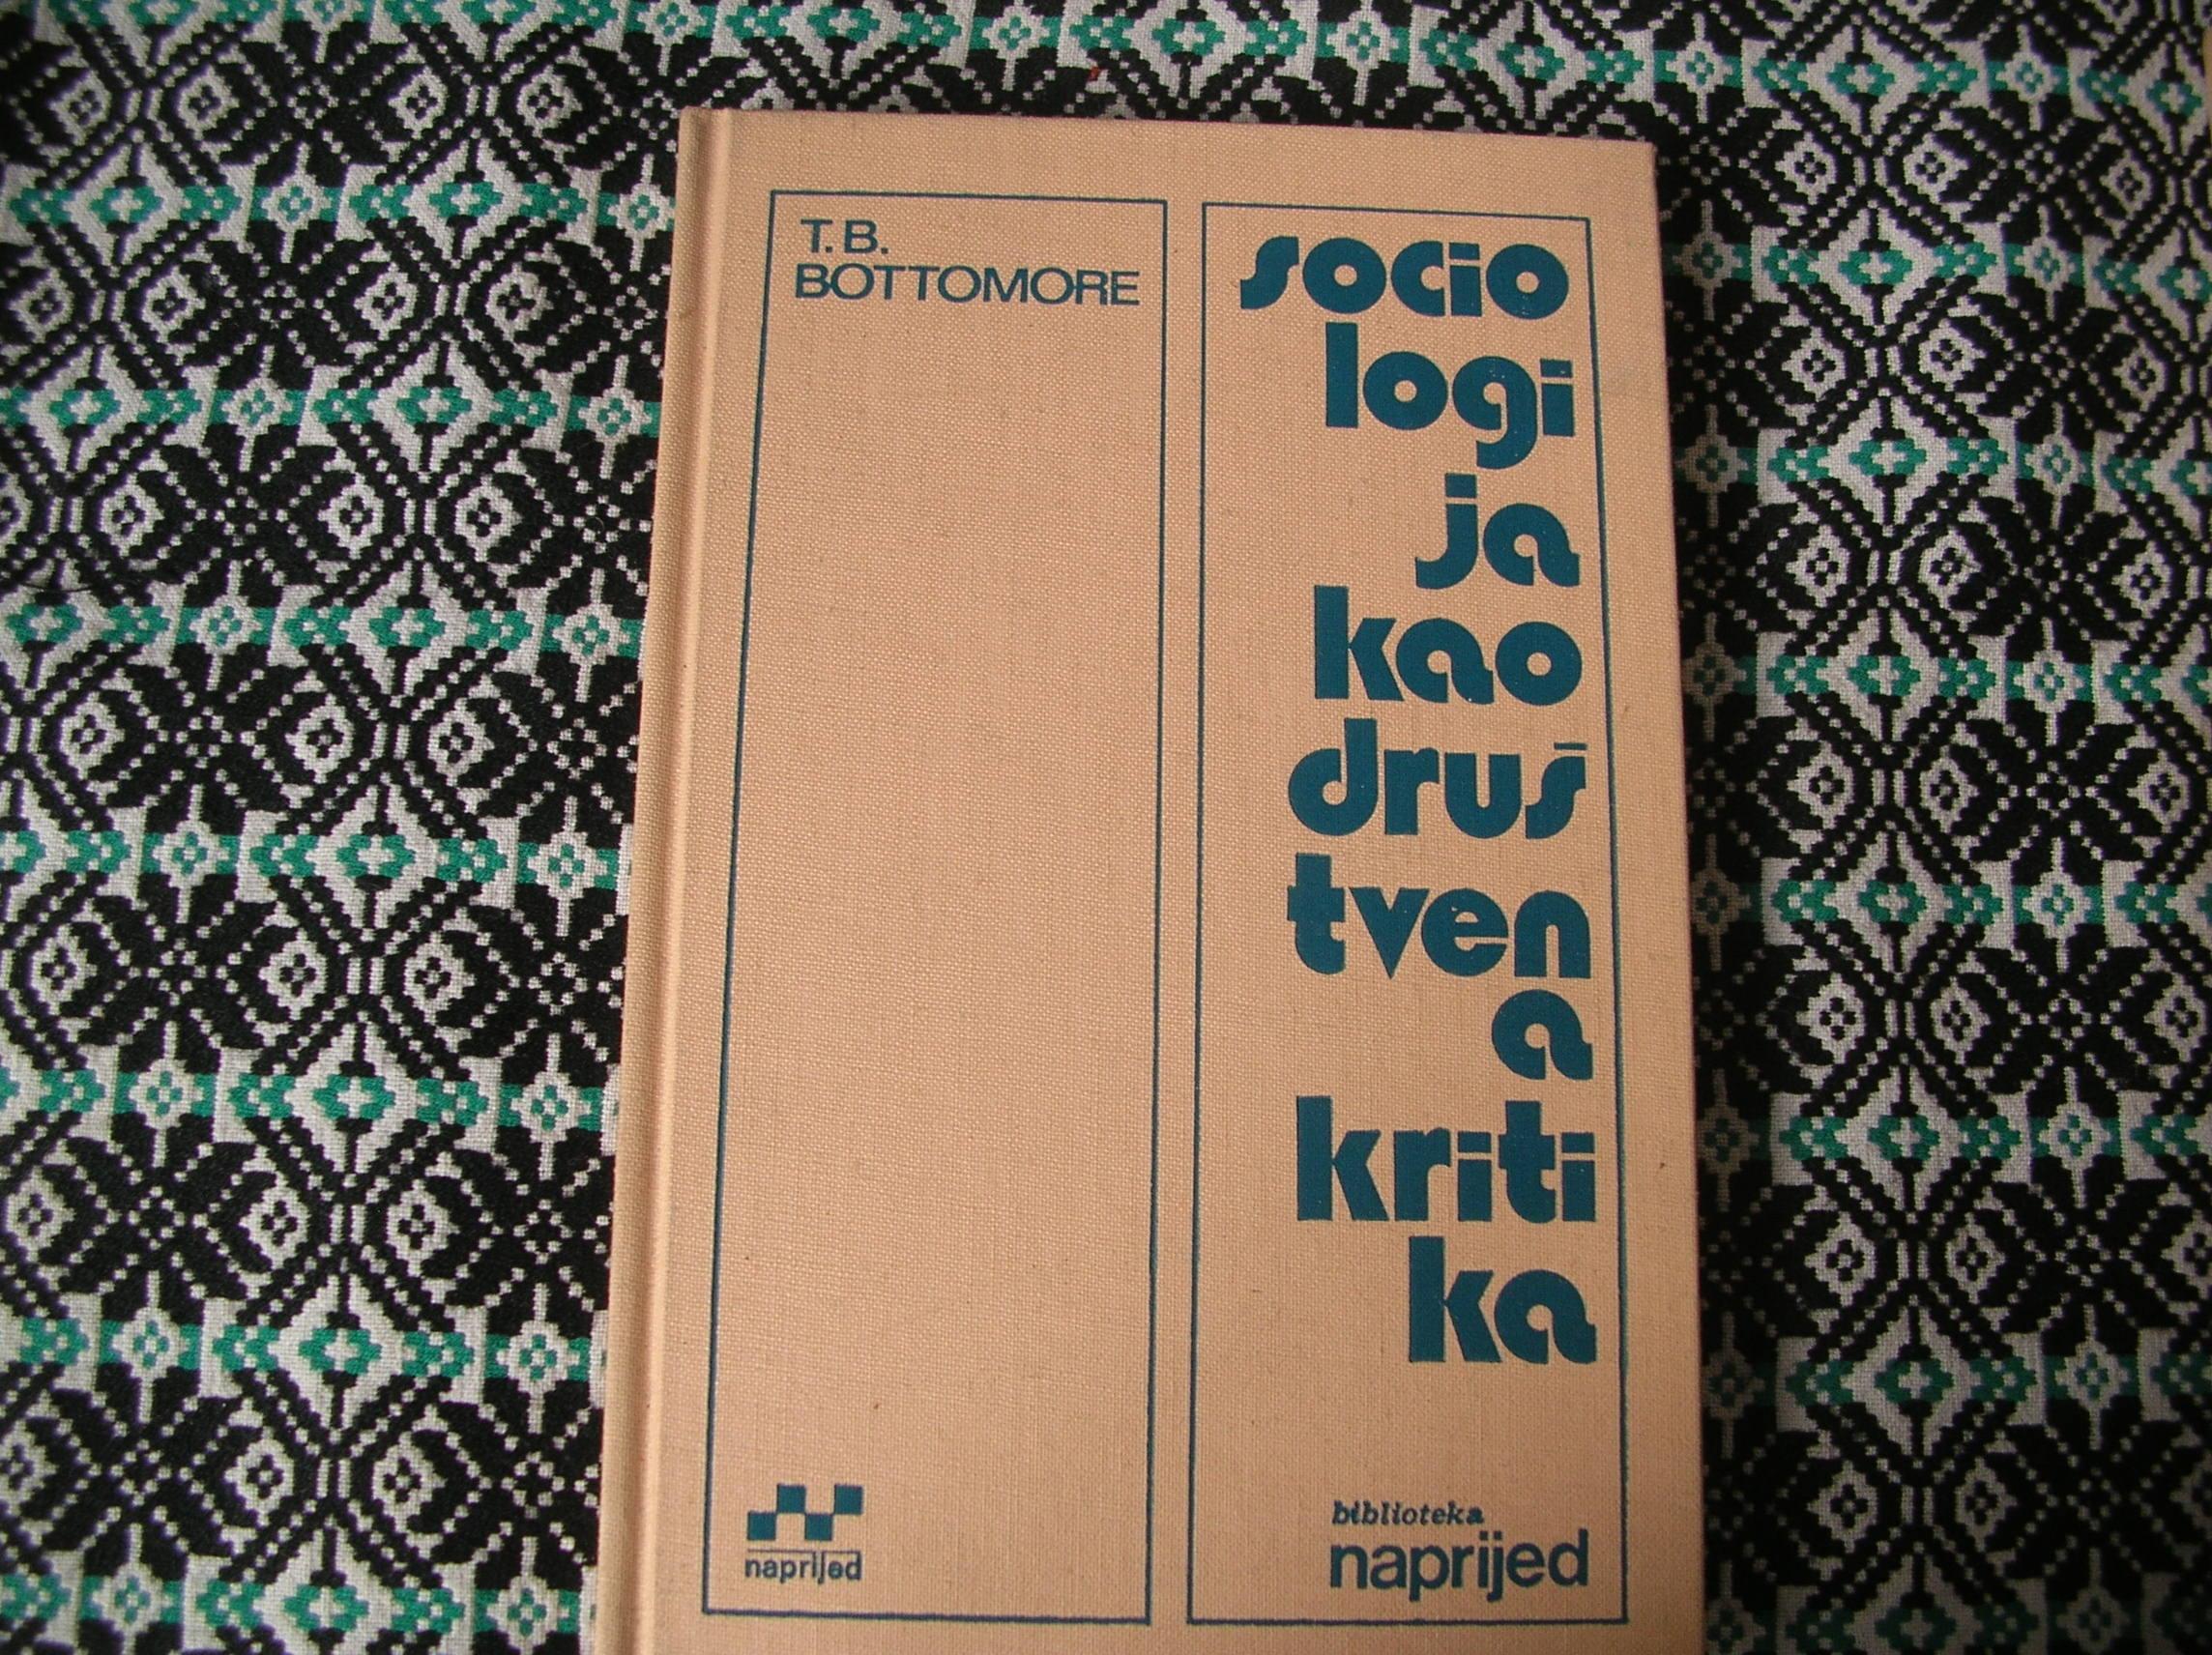 T. B.
BOTTOMORE
socio
logi
ja
kao
druš
tven
a
kriti
ka
naprijed
biblioteka
naprijed